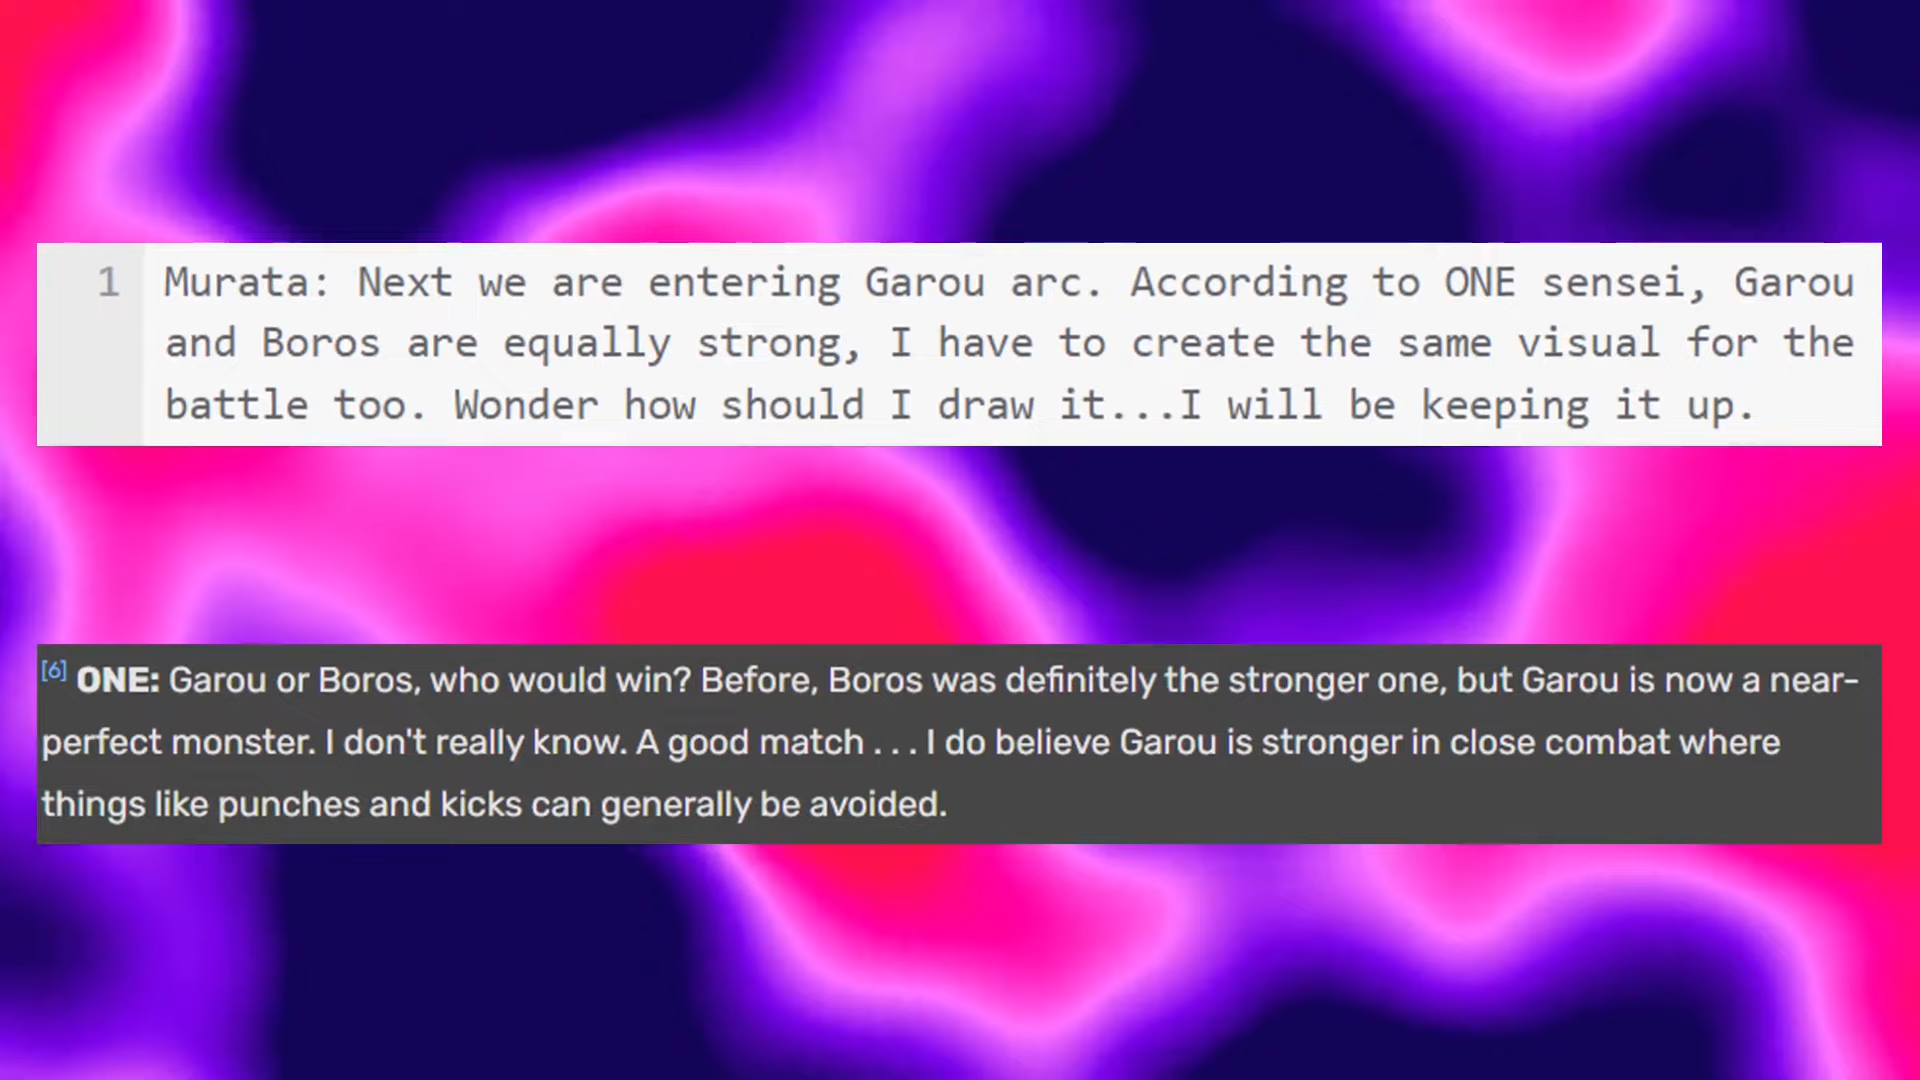 1 Murata: Next we are entering Garou arc. According to ONE sensei, Garou
and Boros are equally strong, I have to create the same visual for the
battle too. Wonder how should I draw it...I will be keeping it up.
[6] ONE: Garou or Boros, who would win? Before, Boros was definitely the stronger one, but Garou is now a near-
perfect monster. I don't really know. A good match . . . I do believe Garou is stronger in close combat where
things like punches and kicks can generally be avoided.